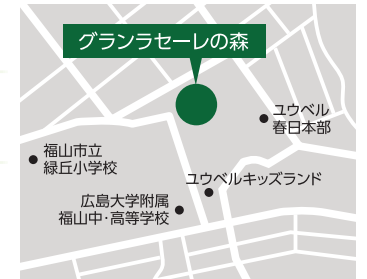 グランラセーレの森
ユウベル
春日本部
福山市立
緑丘小学校
ユウベルキッズランド
広島大学附属
福山中・高等学校